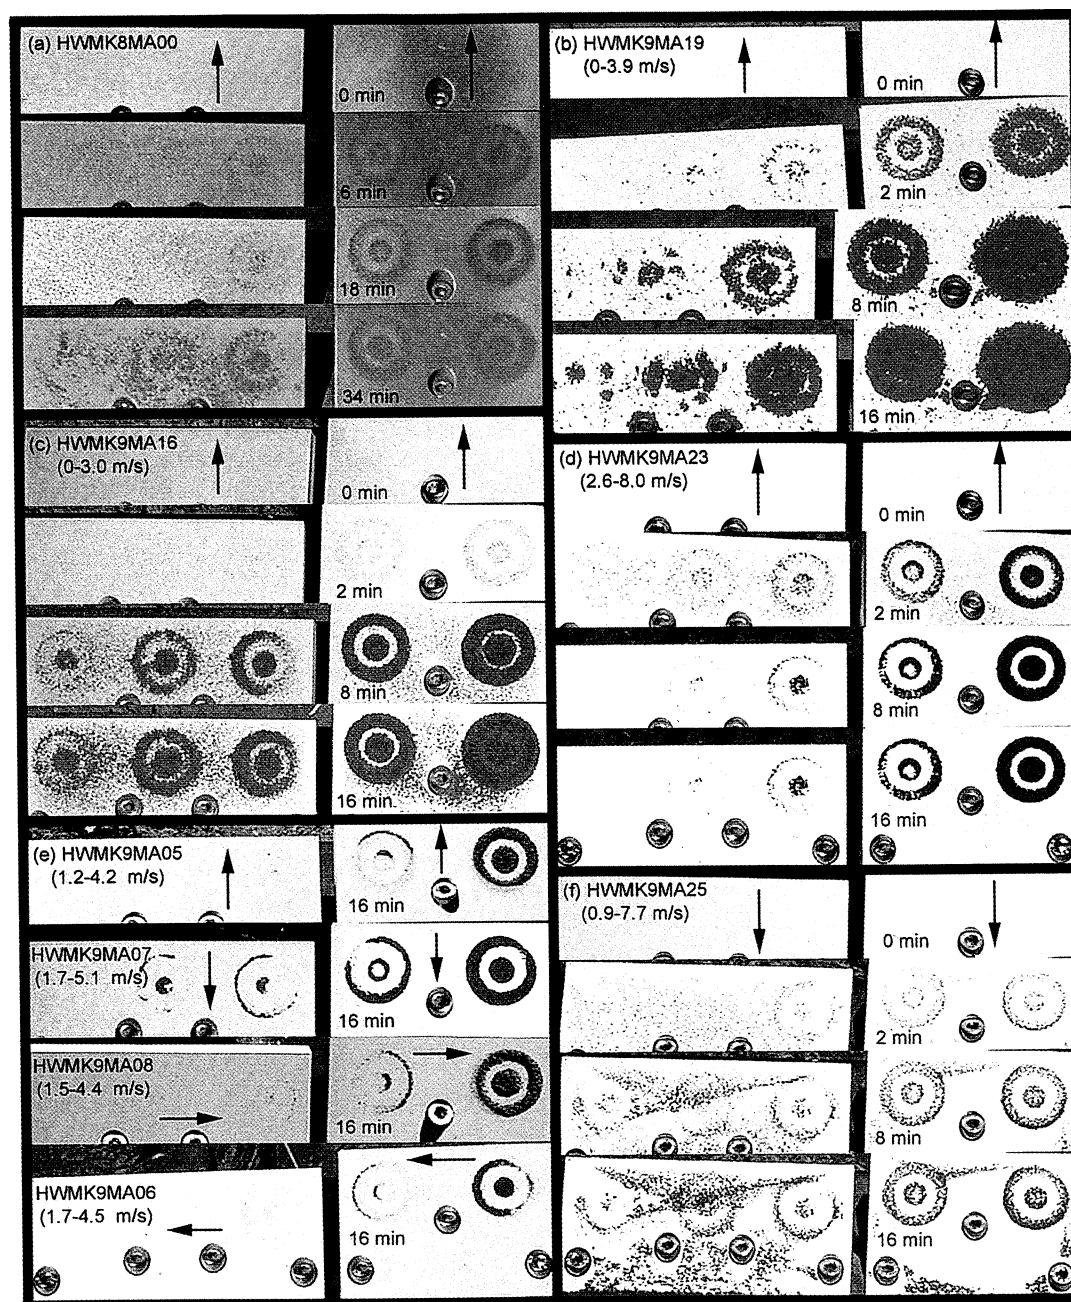 (a) HWMK8MA00
0 min
6 min
18 min
34 min
(b) HWMK9MA19
(0-3.9 m/s)
0 min
2 min
8 min
16 min
(c) HWMK9MA16
(0-3.0 m/s)
0 min
2 min
8 min
16 min.
(d) HWMK9MA23
(2.6-8.0 m/s)
0 min
2 min
8 min
16 min
(e) HWMK9MA05
(1.2-4.2 m/s)
16 min
HWMK9MA07
(1.7-5.1 m/s)
16 min
HWMK9MA08
(1.5-4.4 m/s)
16 min
HWMK9MA06
(1.7-4.5 m/s)
16 min
(f) HWMK9MA25
(0.9-7.7 m/s)
0 min
2 min
8 min
16 min